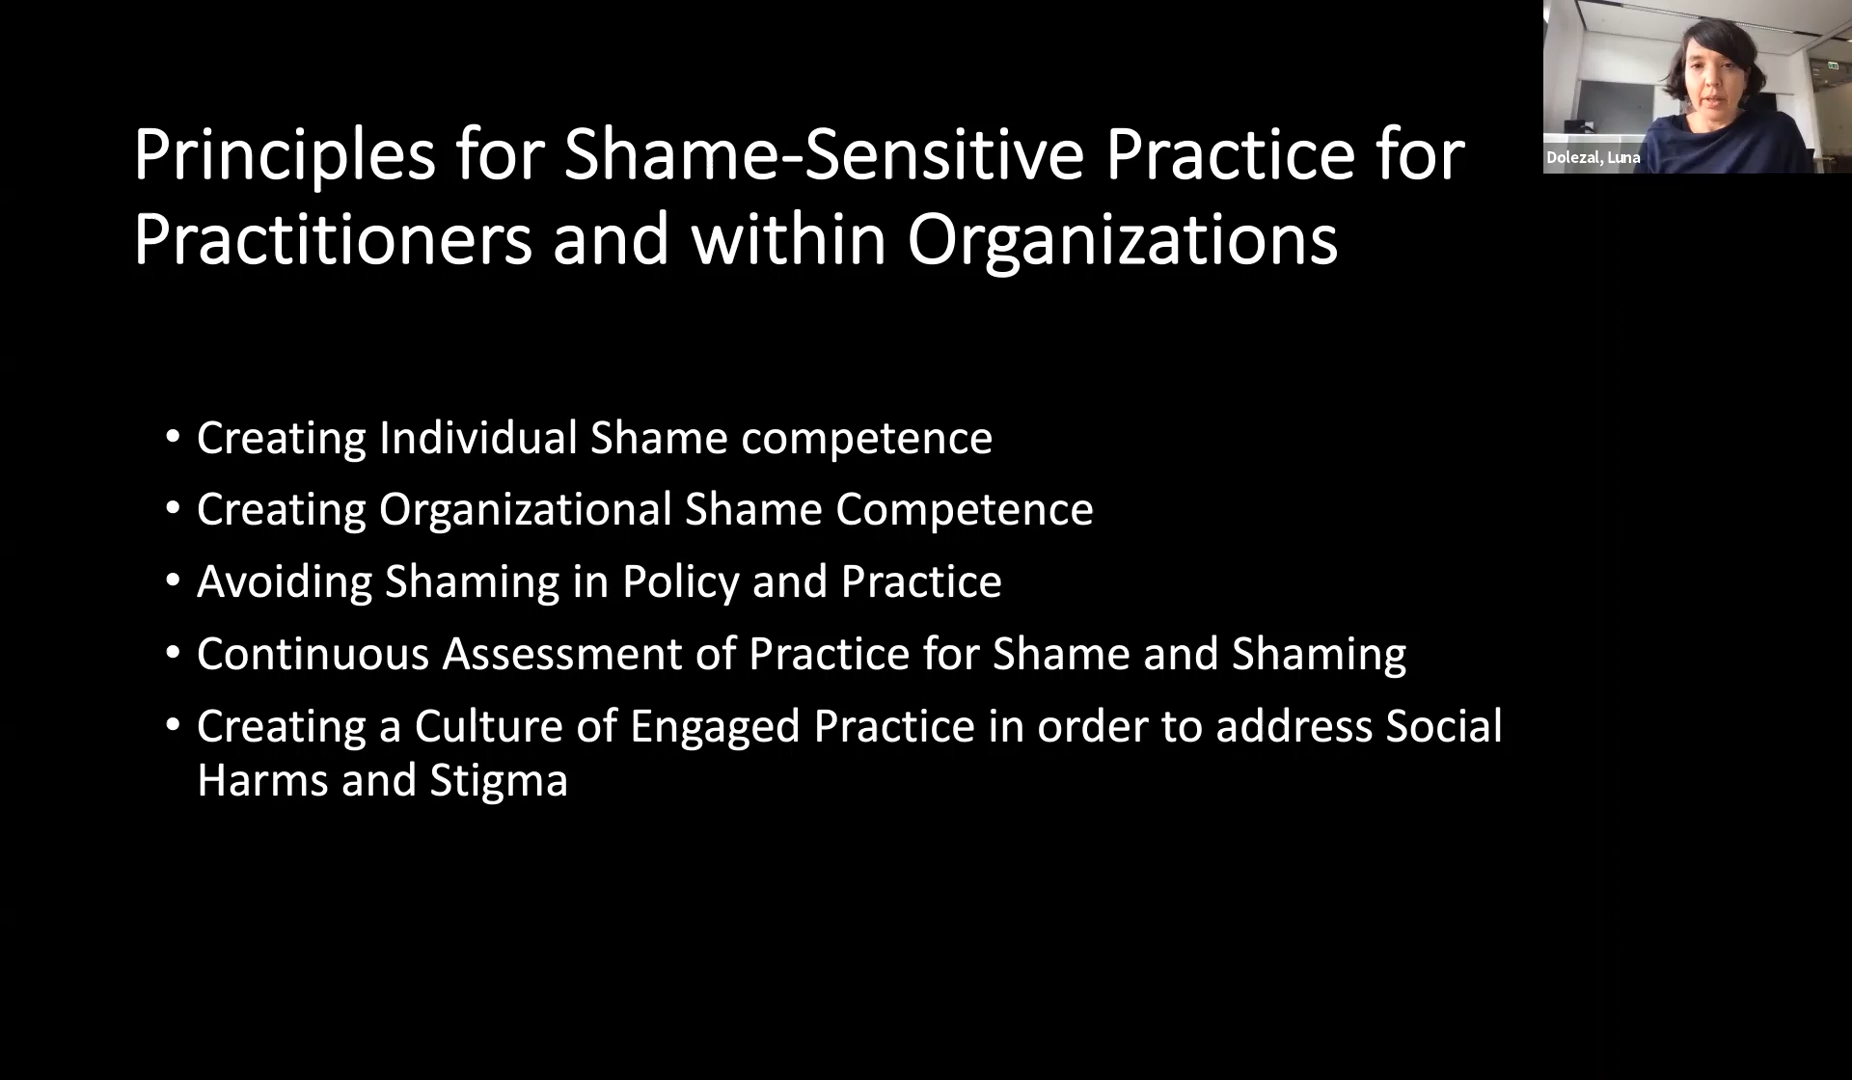 Principles for Shame-Sensitive Practice for
Practitioners and within Organizations
Dolezal, Luna
• Creating Individual Shame competence
• Creating Organizational Shame Competence
• Avoiding Shaming in Policy and Practice
• Continuous Assessment of Practice for Shame and Shaming
• Creating a Culture of Engaged Practice in order to address Social
Harms and Stigma